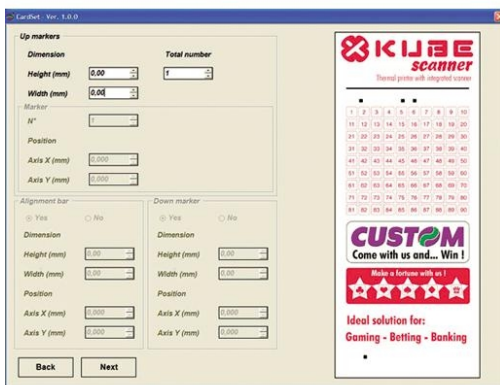 CardSet - Ver. 1.0.0
Up markers
Dimension Total number
Height (mm) 0,00 1
Width (mm) 0,00
Marker
N° 1
Position
Axis X (mm) 0,000
Axis Y (mm) 0,000
Alignment bar
Yes No
Dimension
Height (mm) 0,00
Width (mm) 0,00
Position
Axis X (mm) 0,000
Axis Y (mm) 0,000
Down marker
Yes No
Dimension
Height (mm) 0,00
Width (mm) 0,00
Position
Axis X (mm) 0,000
Axis Y (mm) 0,000
Back Next
KUBE
scanner
Thermal printer with integrated scanner
1 2 3 4 5 6 7 8 9 10
11 12 13 14 15 16 17 18 19 20
21 22 23 24 25 26 27 28 29 30
31 32 33 34 35 36 37 38 39 40
41 42 43 44 45 46 47 48 49 50
51 52 53 54 55 56 57 58 59 60
61 62 63 64 65 66 67 68 69 70
71 72 73 74 75 76 77 78 79 80
81 82 83 84 85 86 87 88 89 90
CUSTOM
Come with us and... Win !
Make a fortune with us !
Ideal solution for:
Gaming - Betting - Banking